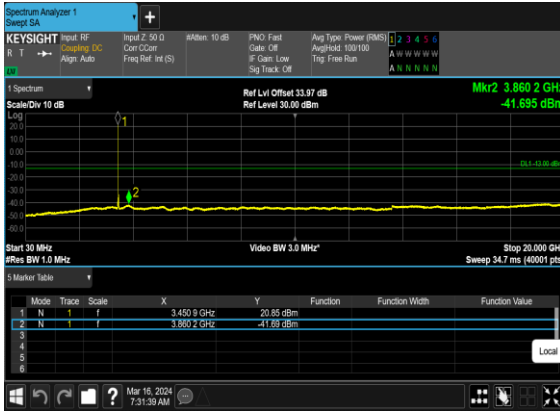 Spectrum Analyzer 1
Swept SA
+
KEYSIGHT
R T
Input: RF
Coupling: DC
Align: Auto
Input Z: 50 Ω
Corr CCorr
Freq Ref: Int (S)
#Atten: 10 dB
PNO: Fast
Gate: Off
IF Gain: Low
Sig Track: Off
Avg Type: Power (RMS)
Avg|Hold: 100/100
Trig: Free Run
1 2 3 4 5 6
A W W W W W
A N N N N N
1 Spectrum
Scale/Div 10 dB
Ref Lvl Offset 33.97 dB
Ref Level 30.00 dBm
Mkr2 3.860 2 GHz
-41.695 dBm
Log
20.0
10.0
0.00
-10.0
-20.0
-30.0
-40.0
-50.0
-60.0
1
2
DL1 -13.00 dBm
Start 30 MHz
#Res BW 1.0 MHz
Video BW 3.0 MHz*
Stop 20.000 GHz
Sweep 34.7 ms (40001 pts)
5 Marker Table
Mode Trace Scale X Y Function Function Width Function Value
1 N 1 f 3.450 9 GHz 20.85 dBm
2 N 1 f 3.860 2 GHz -41.69 dBm
3
4
5
6
Local
?
Mar 16, 2024
7:31:39 AM